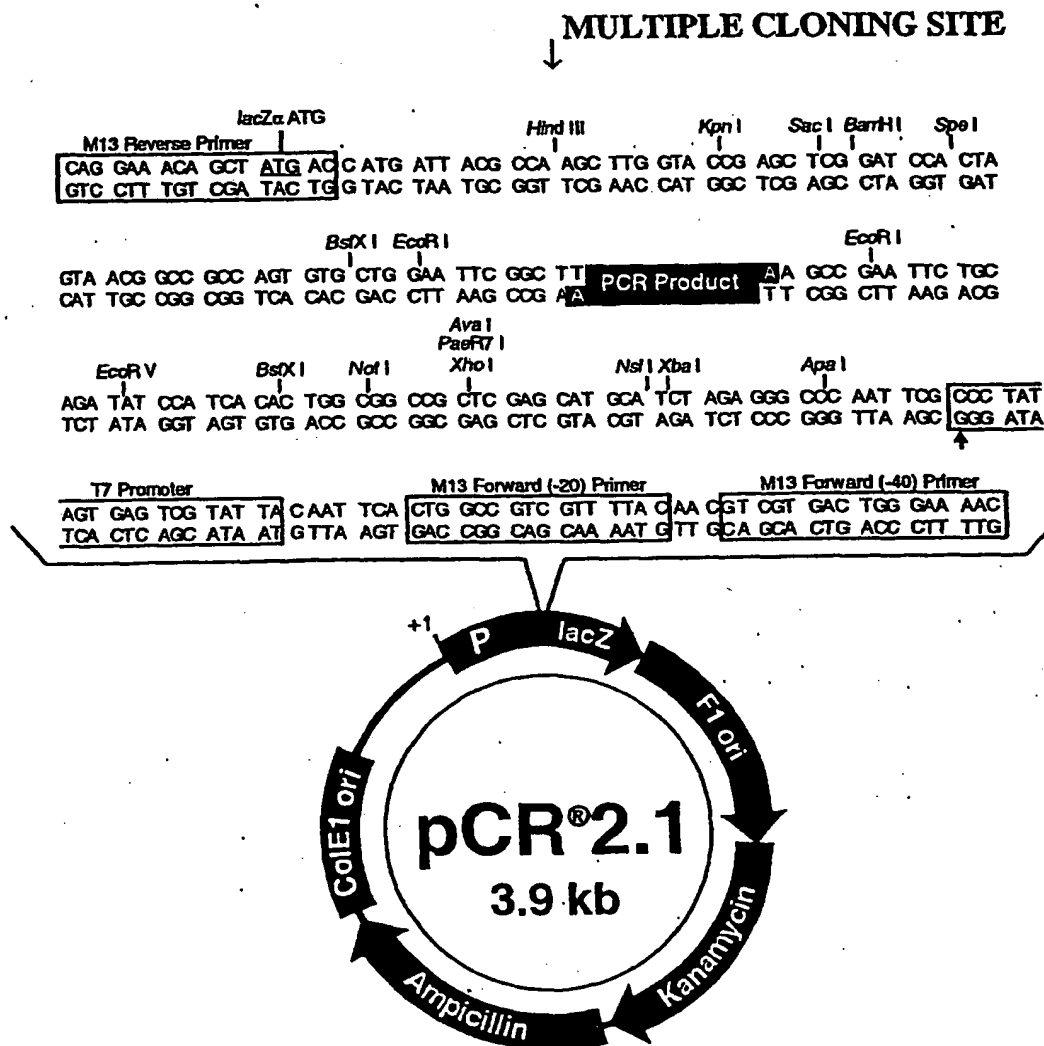 MULTIPLE CLONING SITE
lacZα ATG
M13 Reverse Primer
Hind III KpnI SacI BamHI SpeI
CAG GAA ACA GCT ATG AC C ATG ATT ACG CCA AGC TTG GTA CCG AGC TCG GAT CCA CTA
GTC CTT TGT CGA TAC TG G TAC TAA TGC GGT TCG AAC CAT GGC TCG AGC CTA GGT GAT
BstX I EcoR I EcoR I
GTA ACG GCC GCC AGT GTG CTG GAA TTC GGC TT PCR Product A A GCC GAA TTC TGC
CAT TGC CGG CGG TCA CAC GAC CTT AAG CCG A A T T CGG CTT AAG ACG
Ava I
PaeR7 I
EcoR V BstX I Not I Xho I Nsi I Xba I Apa I
AGA TAT CCA TCA CAC TGG CGG CCG CTC GAG CAT GCA TCT AGA GGG CCC AAT TCG CCC TAT
TCT ATA GGT AGT GTG ACC GCC GGC GAG CTC GTA CGT AGA TCT CCC GGG TTA AGC GGG ATA
T7 Promoter M13 Forward (-20) Primer M13 Forward (-40) Primer
AGT GAG TCG TAT TA C AAT TCA CTG GCC GTC GTT TTA C AA C GT CGT GAC TGG GAA AAC
TCA CTC AGC ATA AT G TTA AGT GAC CGG CAG CAA AAT G TT G CA GCA CTG ACC CTT TTG
+1
P
lacZ
F1 ori
Kanamycin
Ampicillin
ColE1 ori
pCR®2.1
3.9 kb